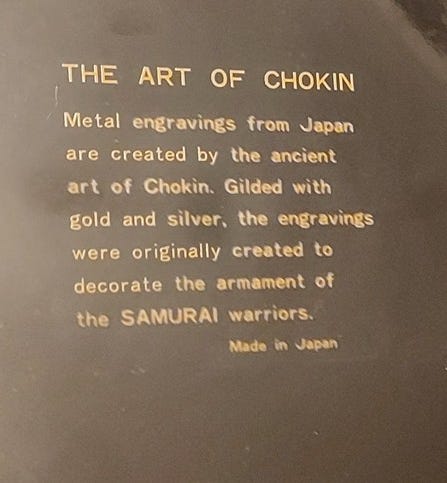 THE ART OF CHOKIN
Metal engravings from Japan
are created by the ancient
art of Chokin. Gilded with
gold and silver, the engravings
were originally created to
decorate the armament of
the SAMURAI warriors.
Made in Japan